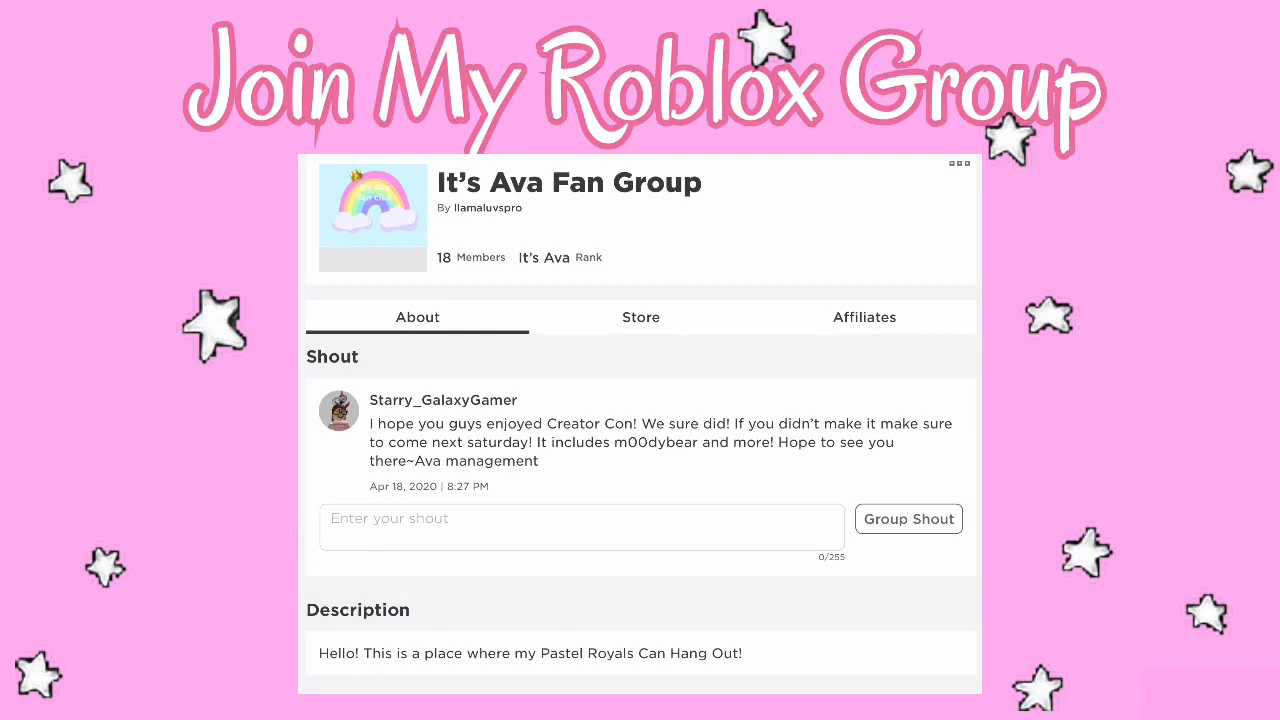 Join My Roblox Group
It's Ava Fan Group
By llamaluvspro
18 Members It's Ava Rank
About Store Affiliates
Shout
Starry_GalaxyGamer
I hope you guys enjoyed Creator Con! We sure did! If you didn't make it make sure
to come next saturday! It includes m00dybear and more! Hope to see you
there~Ava management
Apr 18, 2020 | 8:27 PM
Enter your shout
Group Shout
0/255
Description
Hello! This is a place where my Pastel Royals Can Hang Out!